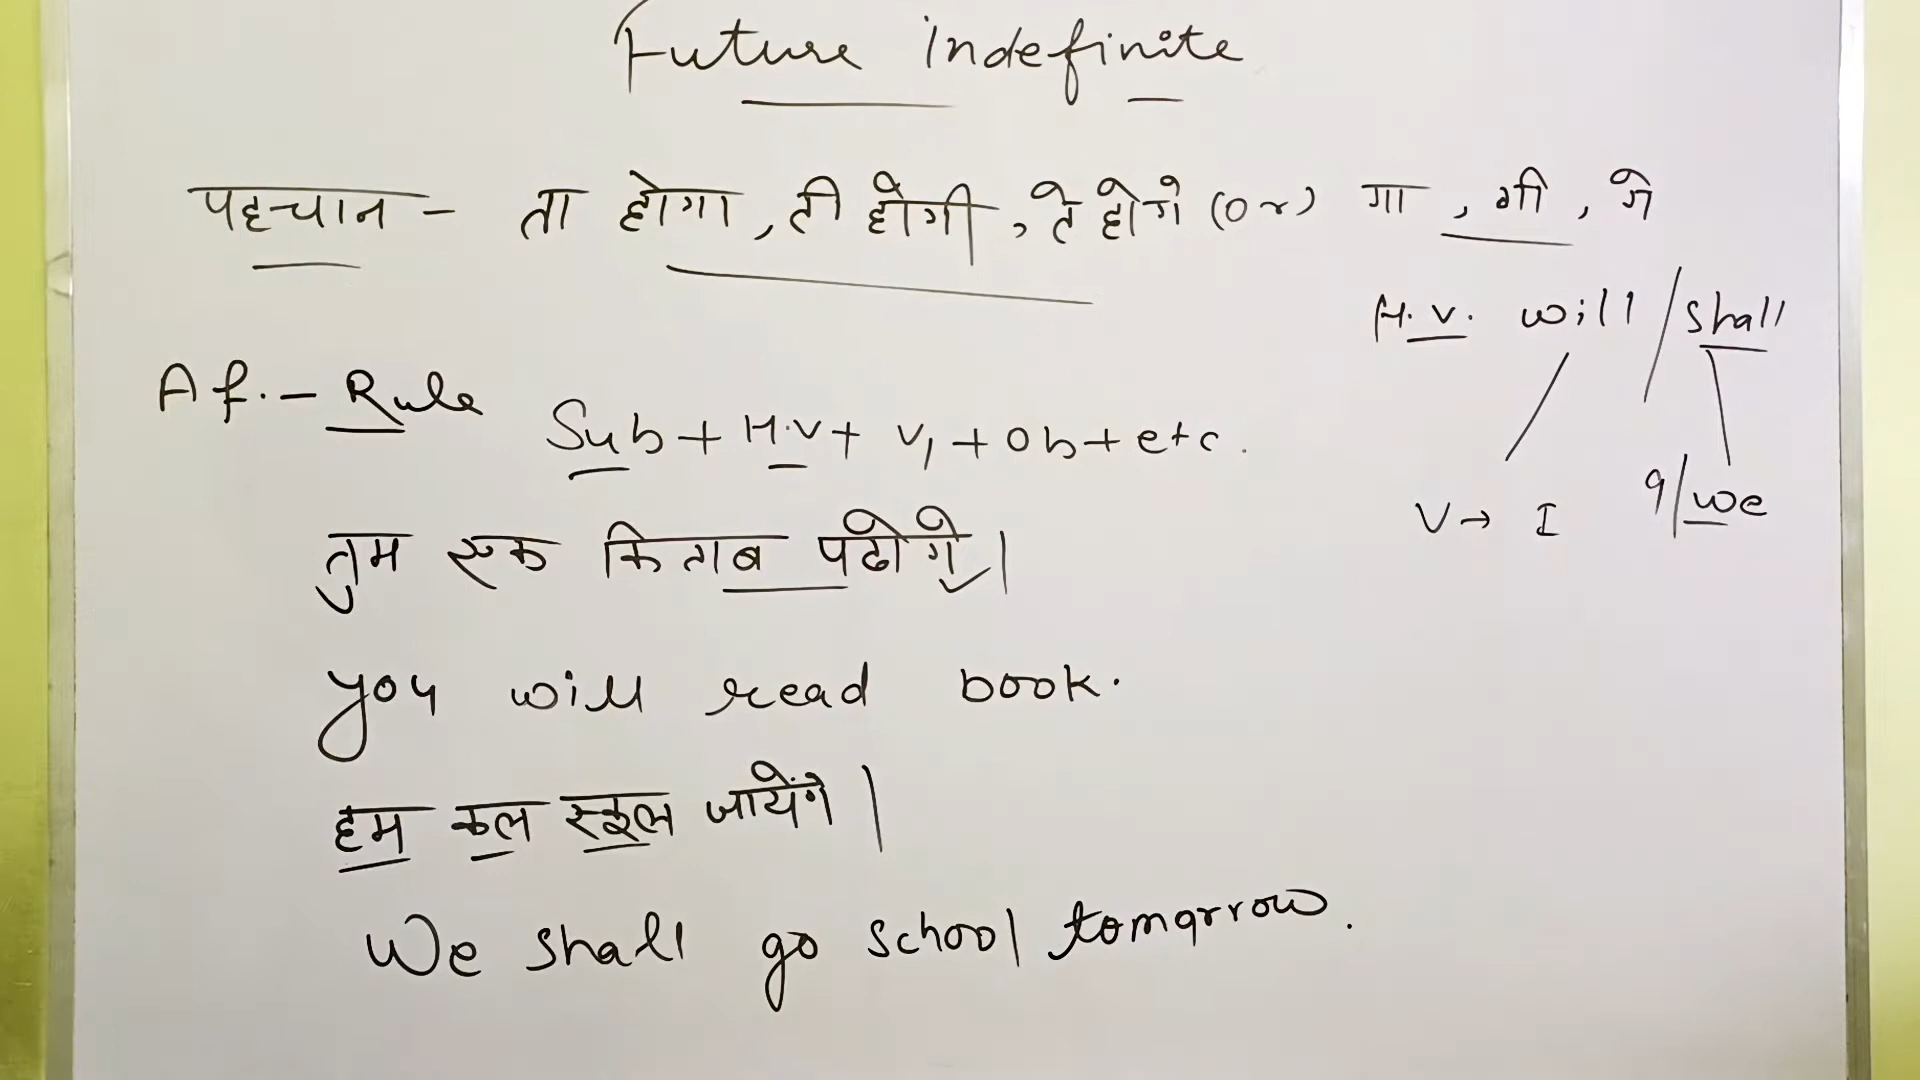 Future indefinite
पहचान - ता होगा, ती होगी, ते होगे (or) गा, गी, गे
H.V. will / shall
Af. - Rule
Sub + H.V + V1 + Ob + etc.
V → I I/we
तुम एक किताब पढोगे।
you will read book.
हम कल स्कूल जायेंगे।
We shall go school tomorrow.